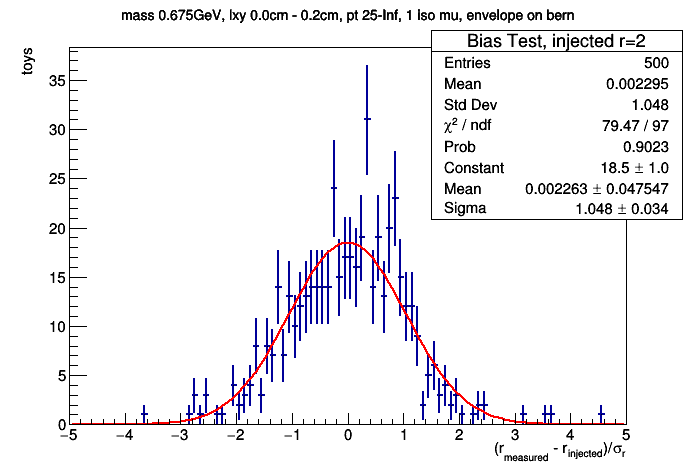 mass 0.675GeV, lxy 0.0cm - 0.2cm, pt 25-Inf, 1 Iso mu, envelope on bern
Bias Test, injected r=2
Entries 500
Mean 0.002295
Std Dev 1.048
χ² / ndf 79.47 / 97
Prob 0.9023
Constant 18.5 ± 1.0
Mean 0.002263 ± 0.047547
Sigma 1.048 ± 0.034
toys
35
30
25
20
15
10
5
0
−5 −4 −3 −2 −1 0 1 2 3 4 5
(r_measured - r_injected)/σ_r